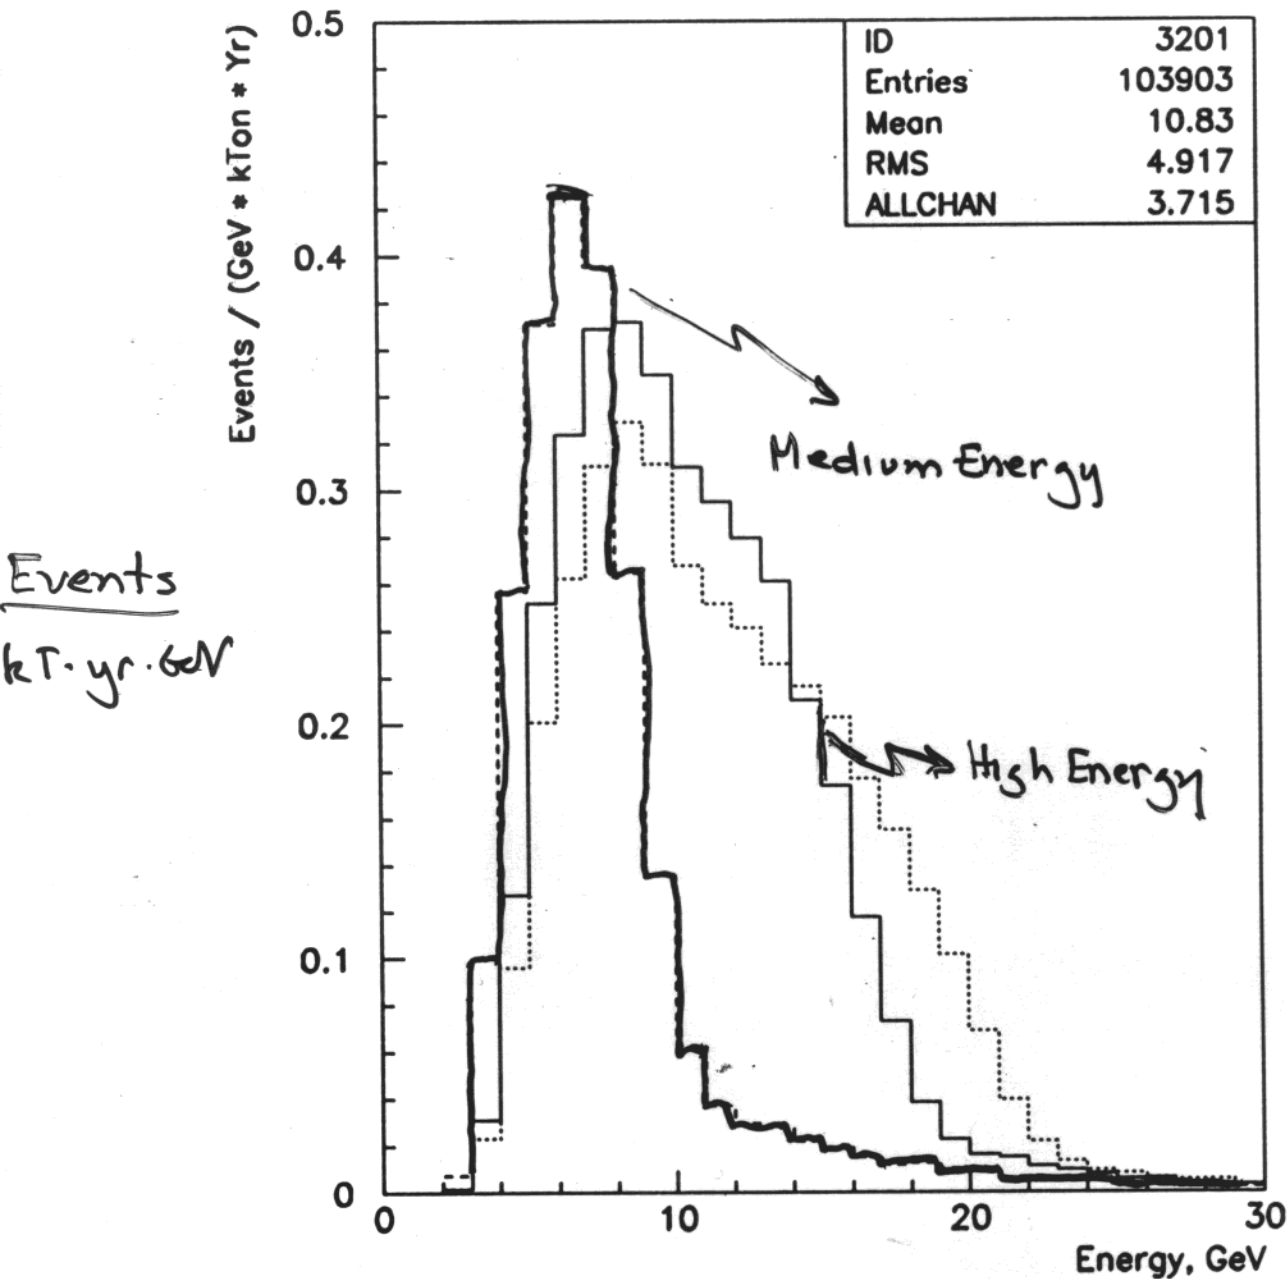 0.5
0.4
0.3
0.2
0.1
0
0
10
20
30
Events / (GeV * kTon * Yr)
Energy, GeV
ID 3201
Entries 103903
Mean 10.83
RMS 4.917
ALLCHAN 3.715
Medium Energy
High Energy
Events
kT·yr·GeV